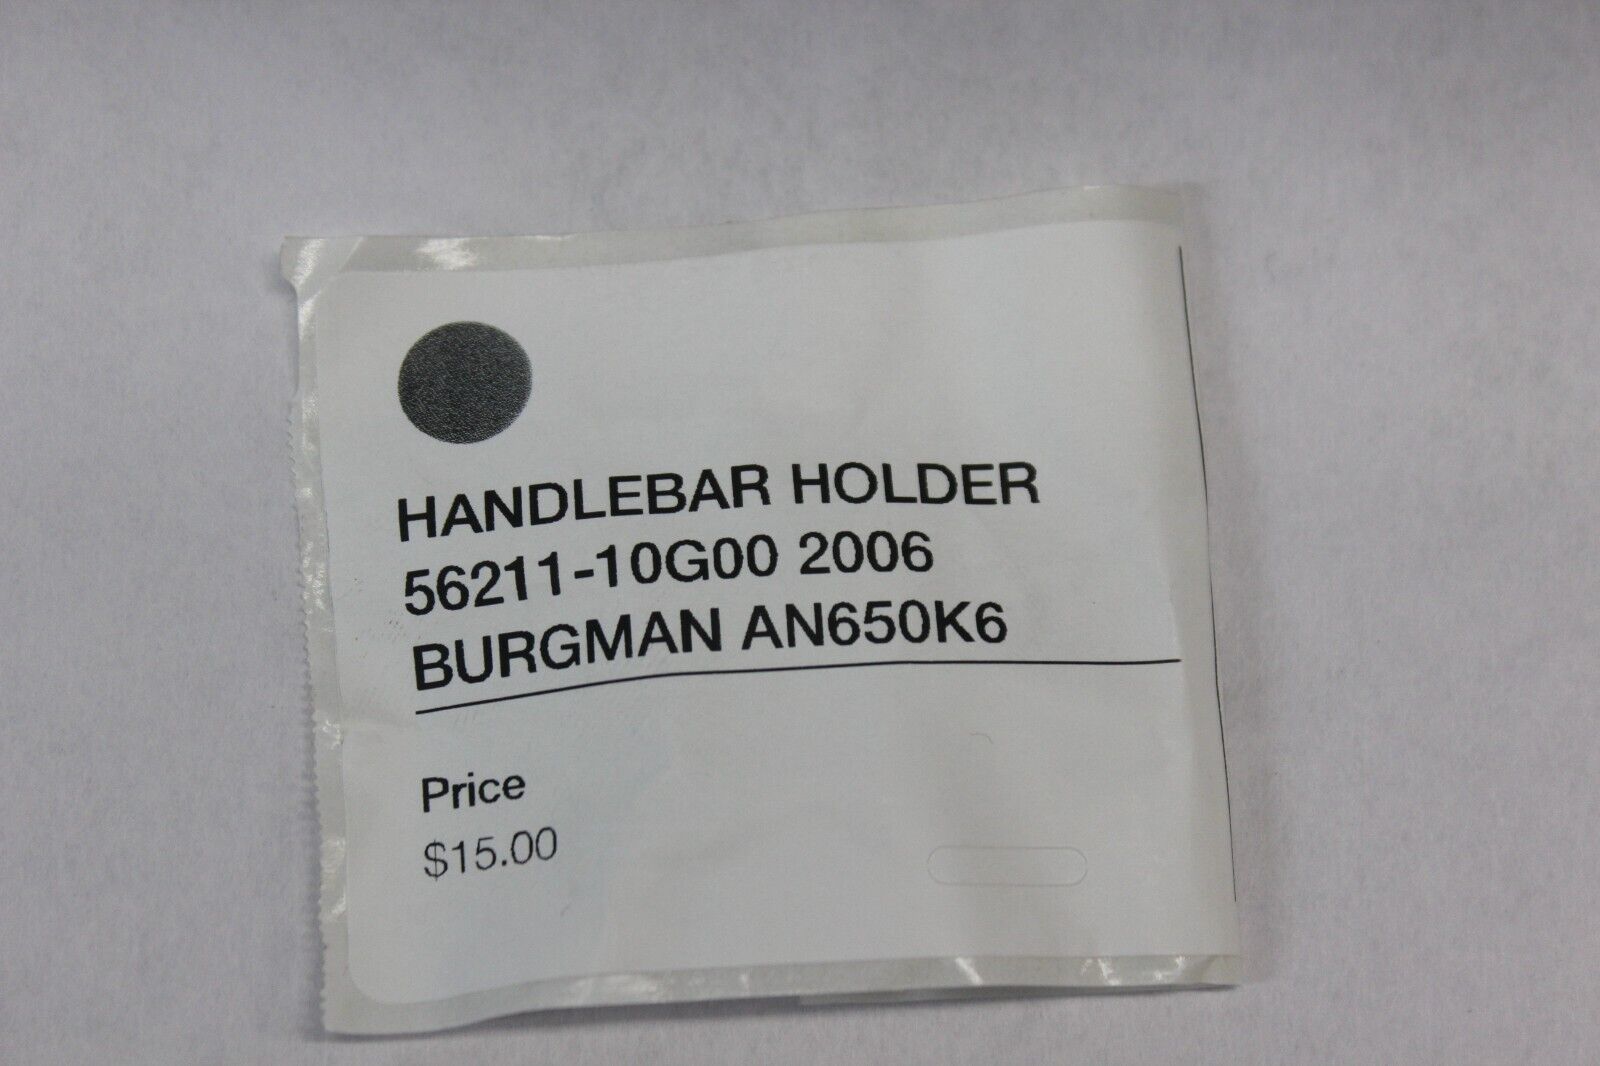 HANDLEBAR HOLDER
56211-10G00 2006
BURGMAN AN650K6
Price
$15.00